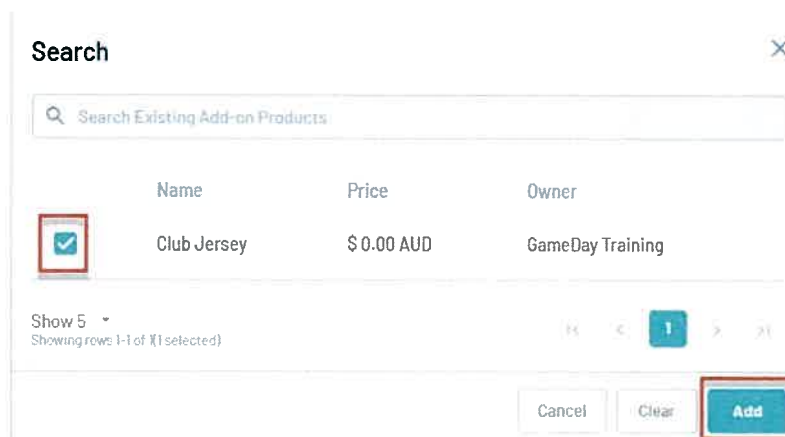 Search
Search Existing Add-on Products
Name Price Owner
Club Jersey $ 0.00 AUD GameDay Training
Show 5
1
Showing rows 1-1 of 1(1 selected)
Cancel Clear Add